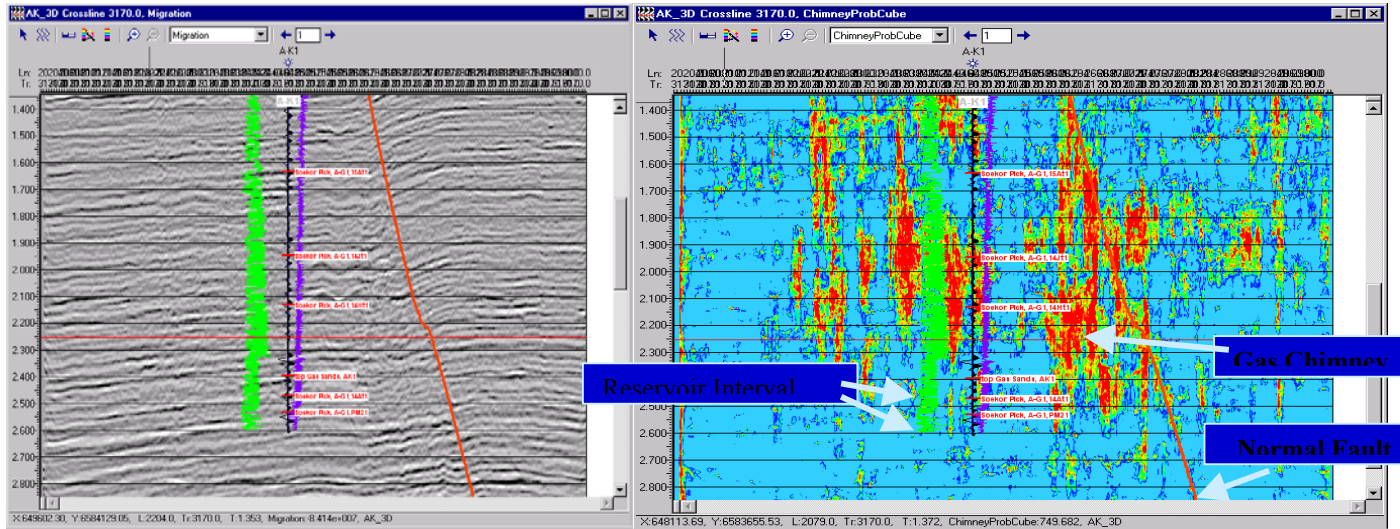 AK_3D Crossline 3170.0, Migration
Migration
1
A-K1
Ln:
Tr:
A-K1
1.400
1.500
1.600
1.700
1.800
1.900
2.000
2.100
2.200
2.300
2.400
2.500
2.600
2.700
2.800
Soekor Pick, A-G1,15At1
Soekor Pick, A-G1,14Jt1
Soekor Pick, A-G1,14Ht1
Top Gas Sands, AK1
Soekor Pick, A-G1,14At1
Soekor Pick, A-G1,PM21
X:649602.30, Y:6584129.05, L:2204.0, Tr:3170.0, T:1.353, Migration:-8.414e+007, AK_3D
AK_3D Crossline 3170.0, ChimneyProbCube
ChimneyProbCube
1
A-K1
Ln:
Tr:
A-K1
1.400
1.500
1.600
1.700
1.800
1.900
2.000
2.100
2.200
2.300
2.400
2.500
2.600
2.700
2.800
Soekor Pick, A-G1,15At1
Soekor Pick, A-G1,14Jt1
Soekor Pick, A-G1,14Ht1
Top Gas Sands, AK1
Soekor Pick, A-G1,14At1
Soekor Pick, A-G1,PM21
Reservoir Interval
Gas Chimney
Normal Fault
X:648113.69, Y:6583655.53, L:2079.0, Tr:3170.0, T:1.372, ChimneyProbCube:749.682, AK_3D